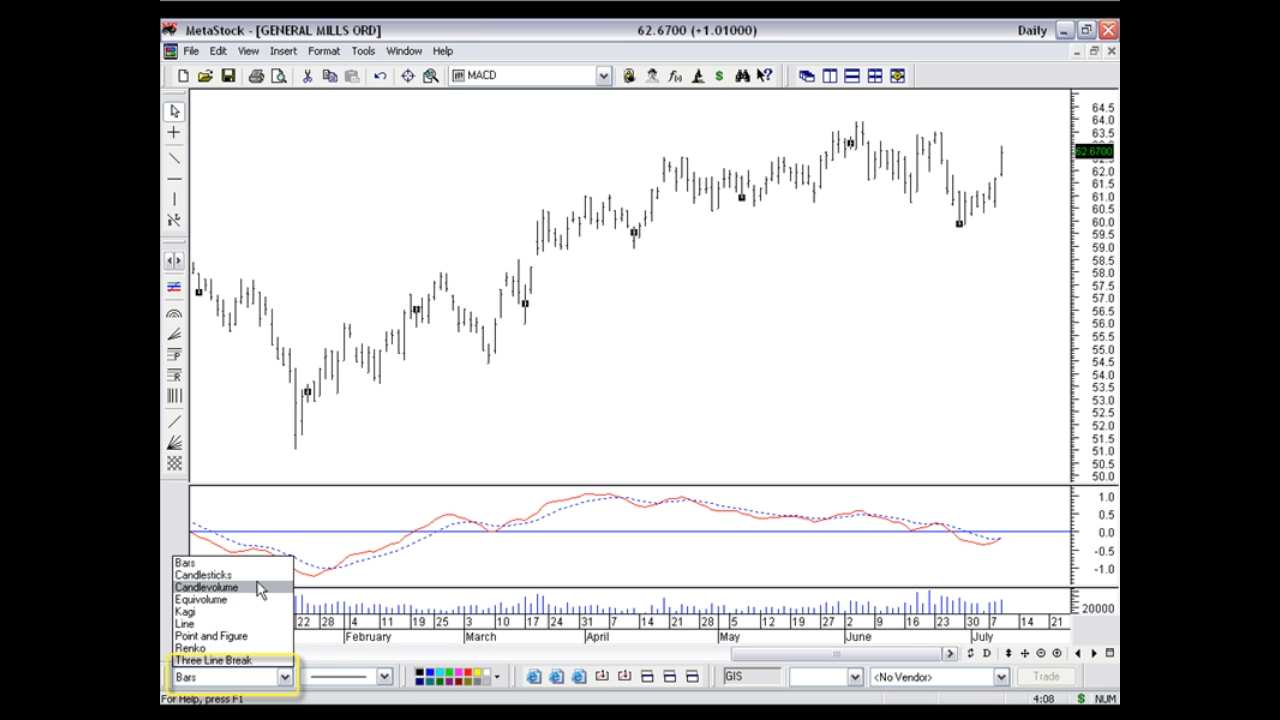 MetaStock - [GENERAL MILLS ORD] 62.6700 (+1.01000) Daily
File Edit View Insert Format Tools Window Help
MACD
64.5
64.0
63.5
62.6700
62.0
61.5
61.0
60.5
60.0
59.5
59.0
58.5
58.0
57.5
57.0
56.5
56.0
55.5
55.0
54.5
54.0
53.5
53.0
52.5
52.0
51.5
51.0
50.5
50.0
1.0
0.5
0.0
-0.5
-1.0
20000
Bars
Candlesticks
Candlevolume
Equivolume
Kagi
Line
Point and Figure
Renko
Three Line Break
22 28 4 11 19 25 3 10 17 24 31 7 14 21 28 5 12 19 27 2 9 16 23 30 7 14 21
February March April May June July
D
Bars GIS <No Vendor> Trade
For Help, press F1 4:08 $ NUM